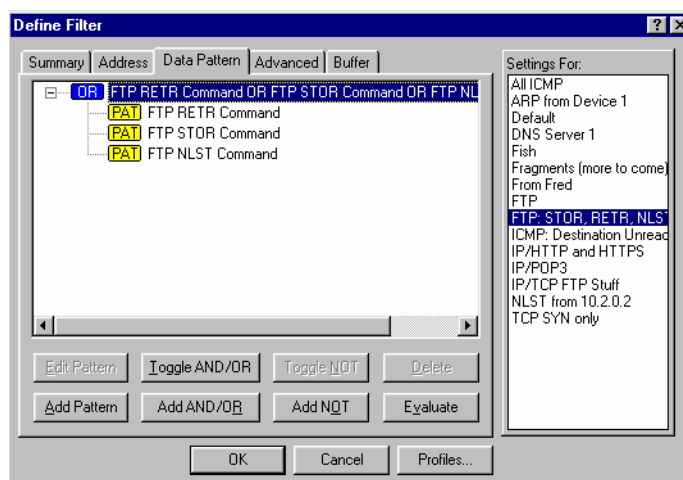 Define Filter
Summary Address Data Pattern Advanced Buffer
OR FTP RETR Command OR FTP STOR Command OR FTP NL
PAT FTP RETR Command
PAT FTP STOR Command
PAT FTP NLST Command
Edit Pattern Toggle AND/OR Toggle NOT Delete
Add Pattern Add AND/OR Add NOT Evaluate
Settings For:
All ICMP
ARP from Device 1
Default
DNS Server 1
Fish
Fragments (more to come)
From Fred
FTP
FTP: STOR, RETR, NLS
ICMP: Destination Unreac
IP/HTTP and HTTPS
IP/POP3
IP/TCP FTP Stuff
NLST from 10.2.0.2
TCP SYN only
OK Cancel Profiles...